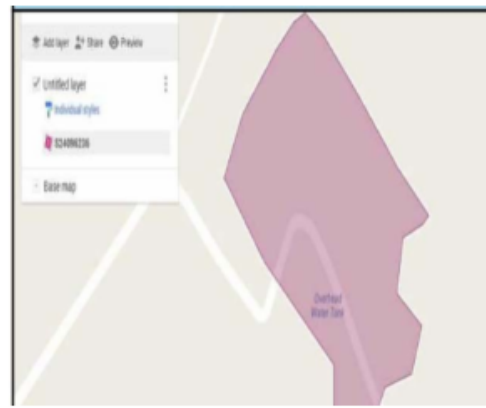 Add layer Share Preview
Untitled layer
Individual styles
Base map
Overhead
Water Tank